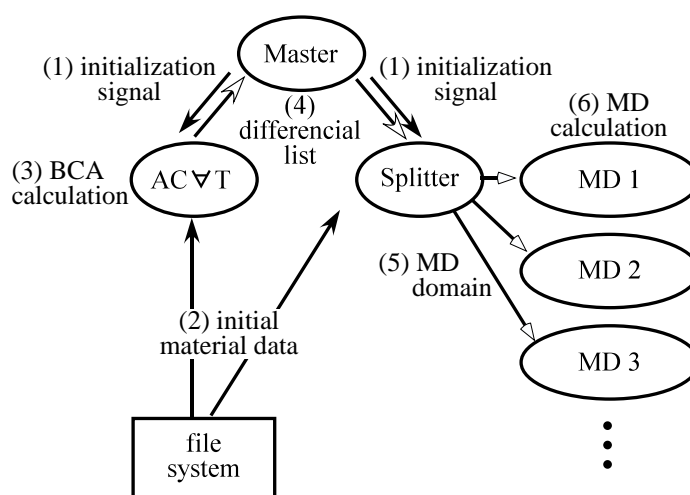 Master
(1) initialization
signal
(1) initialization
signal
(4)
differencial
list
(6) MD
calculation
(3) BCA
calculation
AC∀T
Splitter
MD 1
MD 2
(5) MD
domain
(2) initial
material data
MD 3
file
system